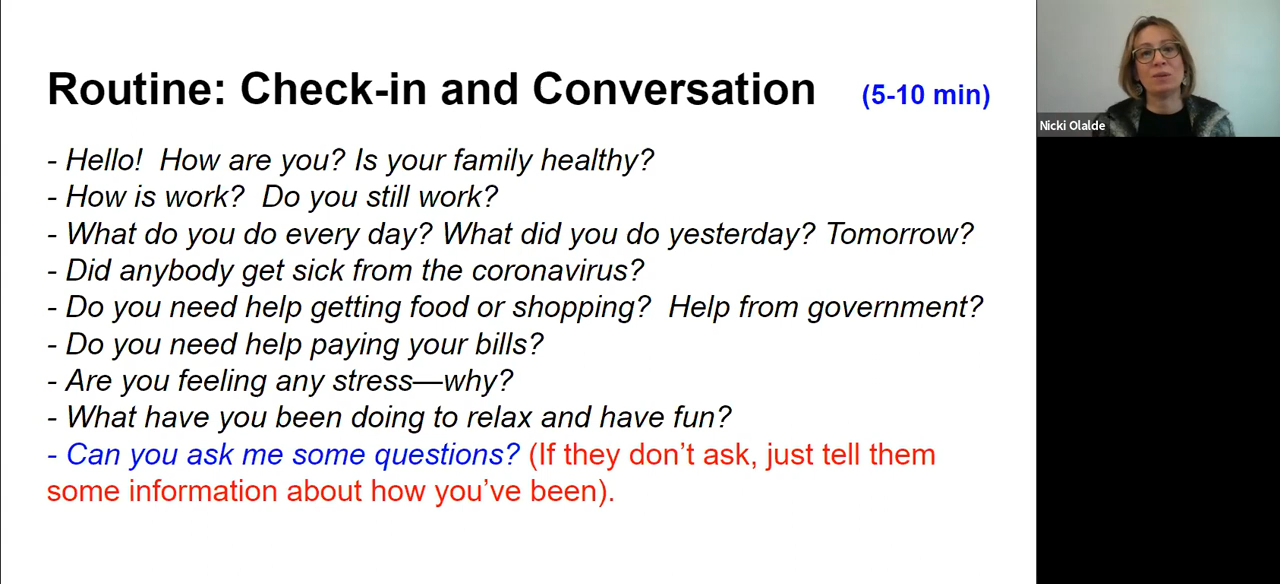 Routine: Check-in and Conversation (5-10 min)
- Hello!  How are you? Is your family healthy?
- How is work?  Do you still work?
- What do you do every day? What did you do yesterday? Tomorrow?
- Did anybody get sick from the coronavirus?
- Do you need help getting food or shopping?  Help from government?
- Do you need help paying your bills?
- Are you feeling any stress—why?
- What have you been doing to relax and have fun?
- Can you ask me some questions? (If they don’t ask, just tell them
some information about how you’ve been).
Nicki Olalde